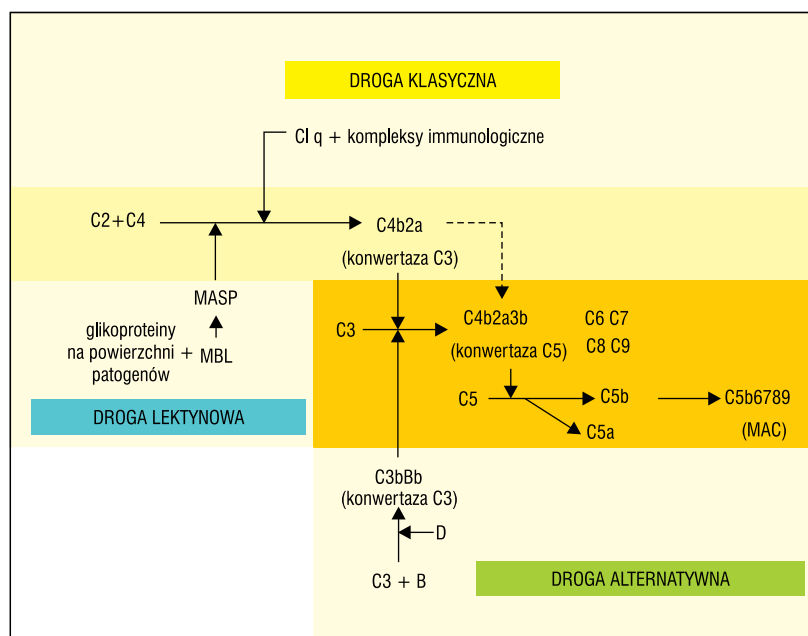 DROGA KLASYCZNA
Cl q + kompleksy immunologiczne
C2+C4
C4b2a
(konwertaza C3)
MASP
glikoproteiny
na powierzchni + MBL
patogenów
DROGA LEKTYNOWA
C3
C4b2a3b
(konwertaza C5)
C6 C7
C8 C9
C5
C5b
C5b6789
(MAC)
C5a
C3bBb
(konwertaza C3)
D
C3 + B
DROGA ALTERNATYWNA